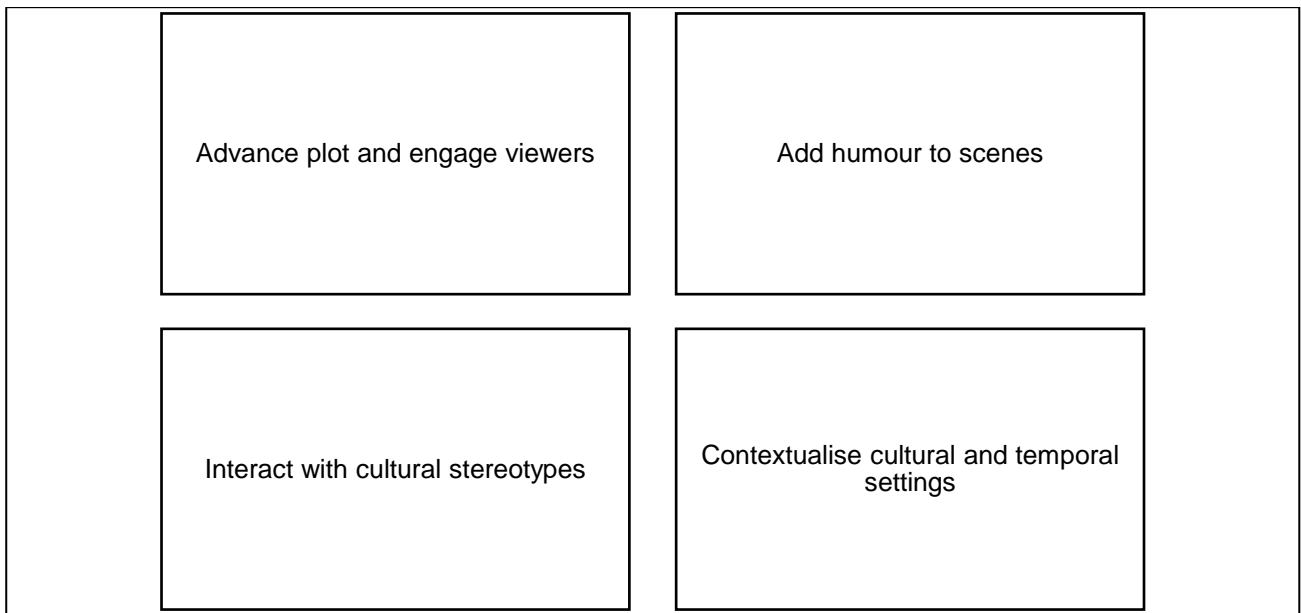 Advance plot and engage viewers
Add humour to scenes
Interact with cultural stereotypes
Contextualise cultural and temporal
settings